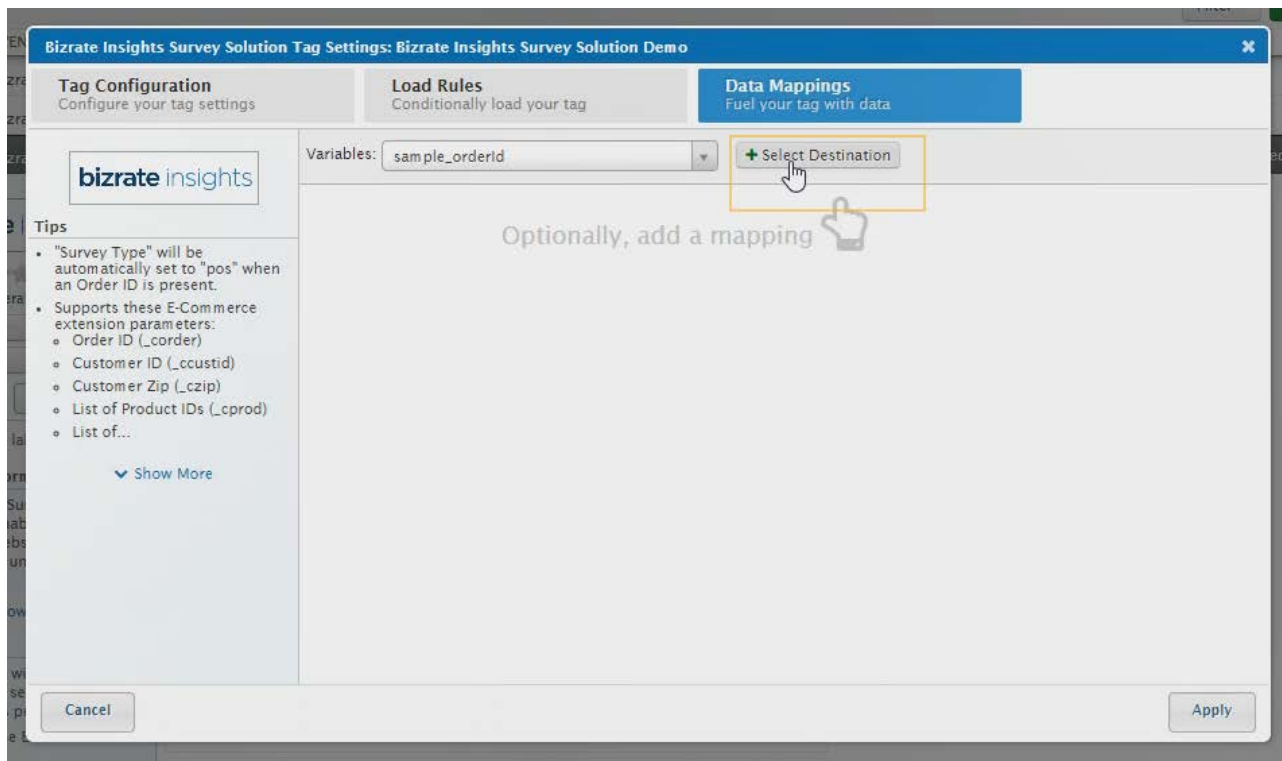 Bizrate Insights Survey Solution Tag Settings: Bizrate Insights Survey Solution Demo
Tag Configuration
Configure your tag settings
Load Rules
Conditionally load your tag
Data Mappings
Fuel your tag with data
bizrate insights
Variables:
sample_orderId
+ Select Destination
Optionally, add a mapping
Tips
• "Survey Type" will be
automatically set to "pos" when
an Order ID is present.
• Supports these E-Commerce
extension parameters:
Order ID (_corder)
Customer ID (_ccustid)
Customer Zip (_czip)
List of Product IDs (_cprod)
List of...
Show More
Cancel
Apply